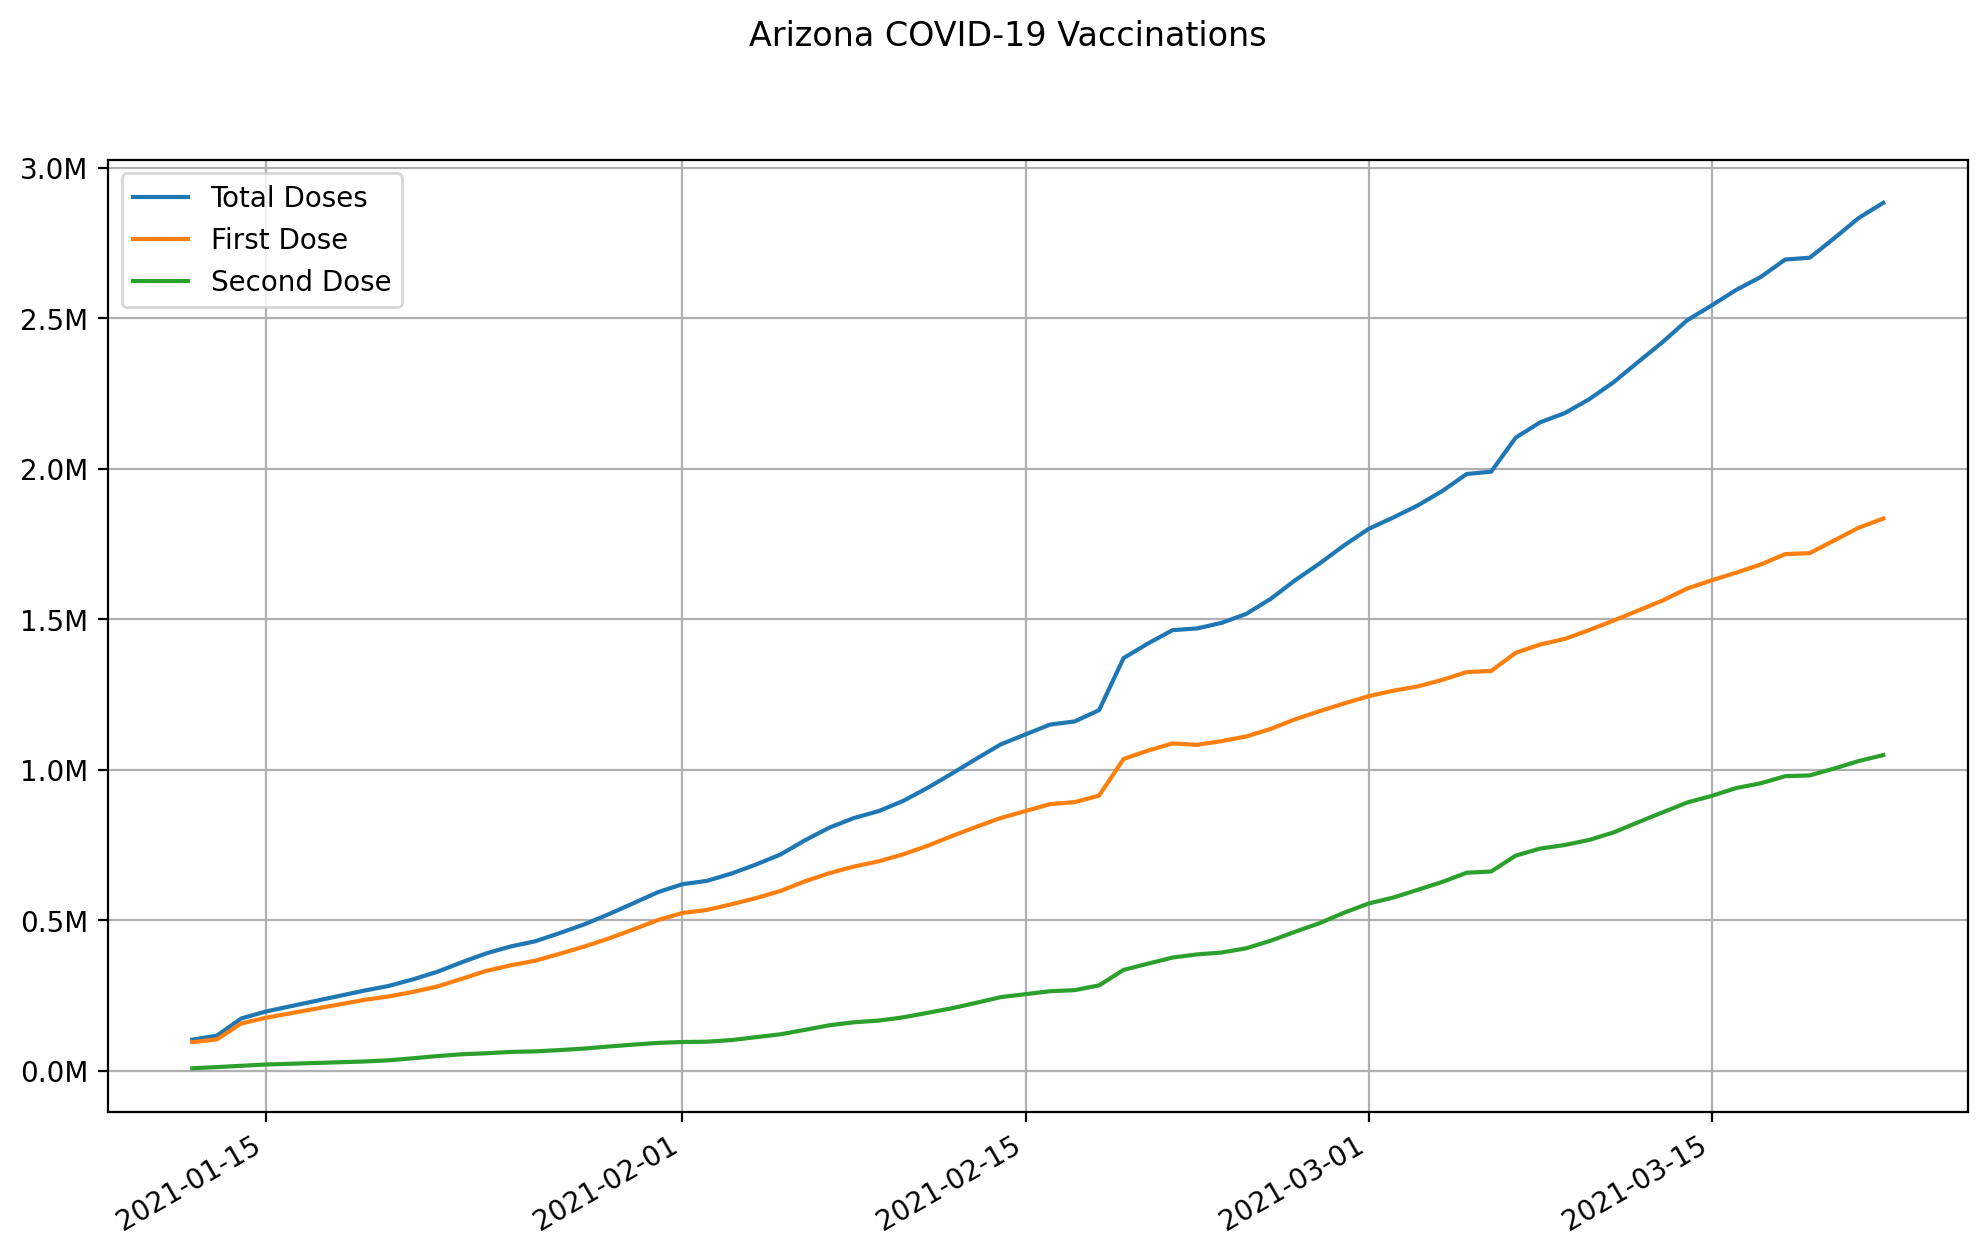 Arizona COVID-19 Vaccinations
3.0M
2.5M
2.0M
1.5M
1.0M
0.5M
0.0M
Total Doses
First Dose
Second Dose
2021-01-15
2021-02-01
2021-02-15
2021-03-01
2021-03-15